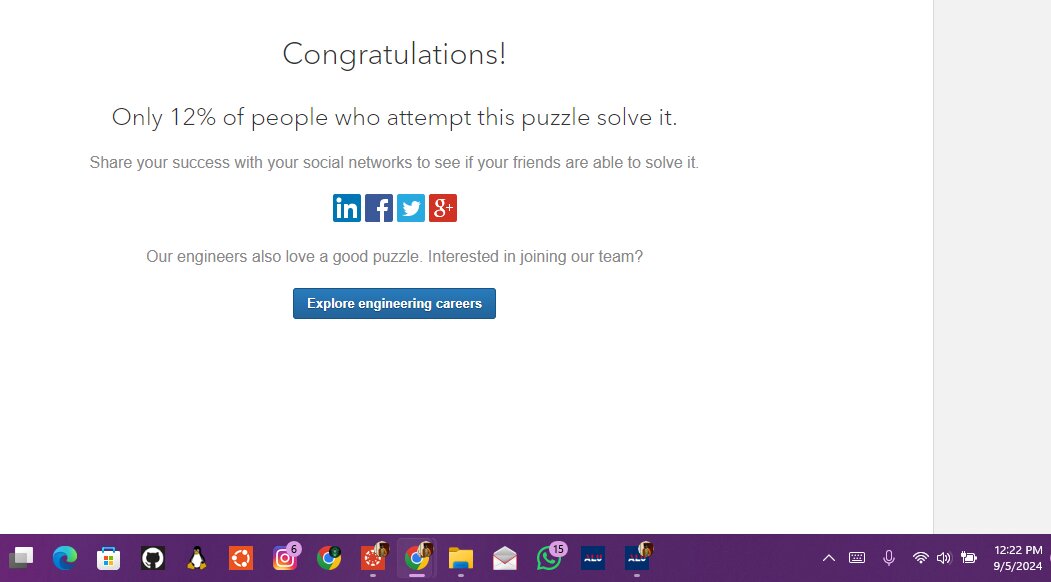 Congratulations!
Only 12% of people who attempt this puzzle solve it.
Share your success with your social networks to see if your friends are able to solve it.
in f g+
Our engineers also love a good puzzle. Interested in joining our team?
Explore engineering careers
6
15
ALU
ALU
12:22 PM
9/5/2024